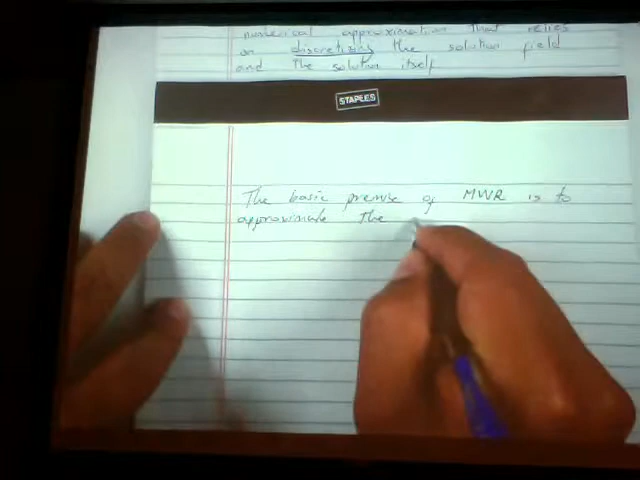 numerical approximation that relies
on discretizing the solution field
and the solution itself
STAPLES
The basic premise of MWR is to
approximate the